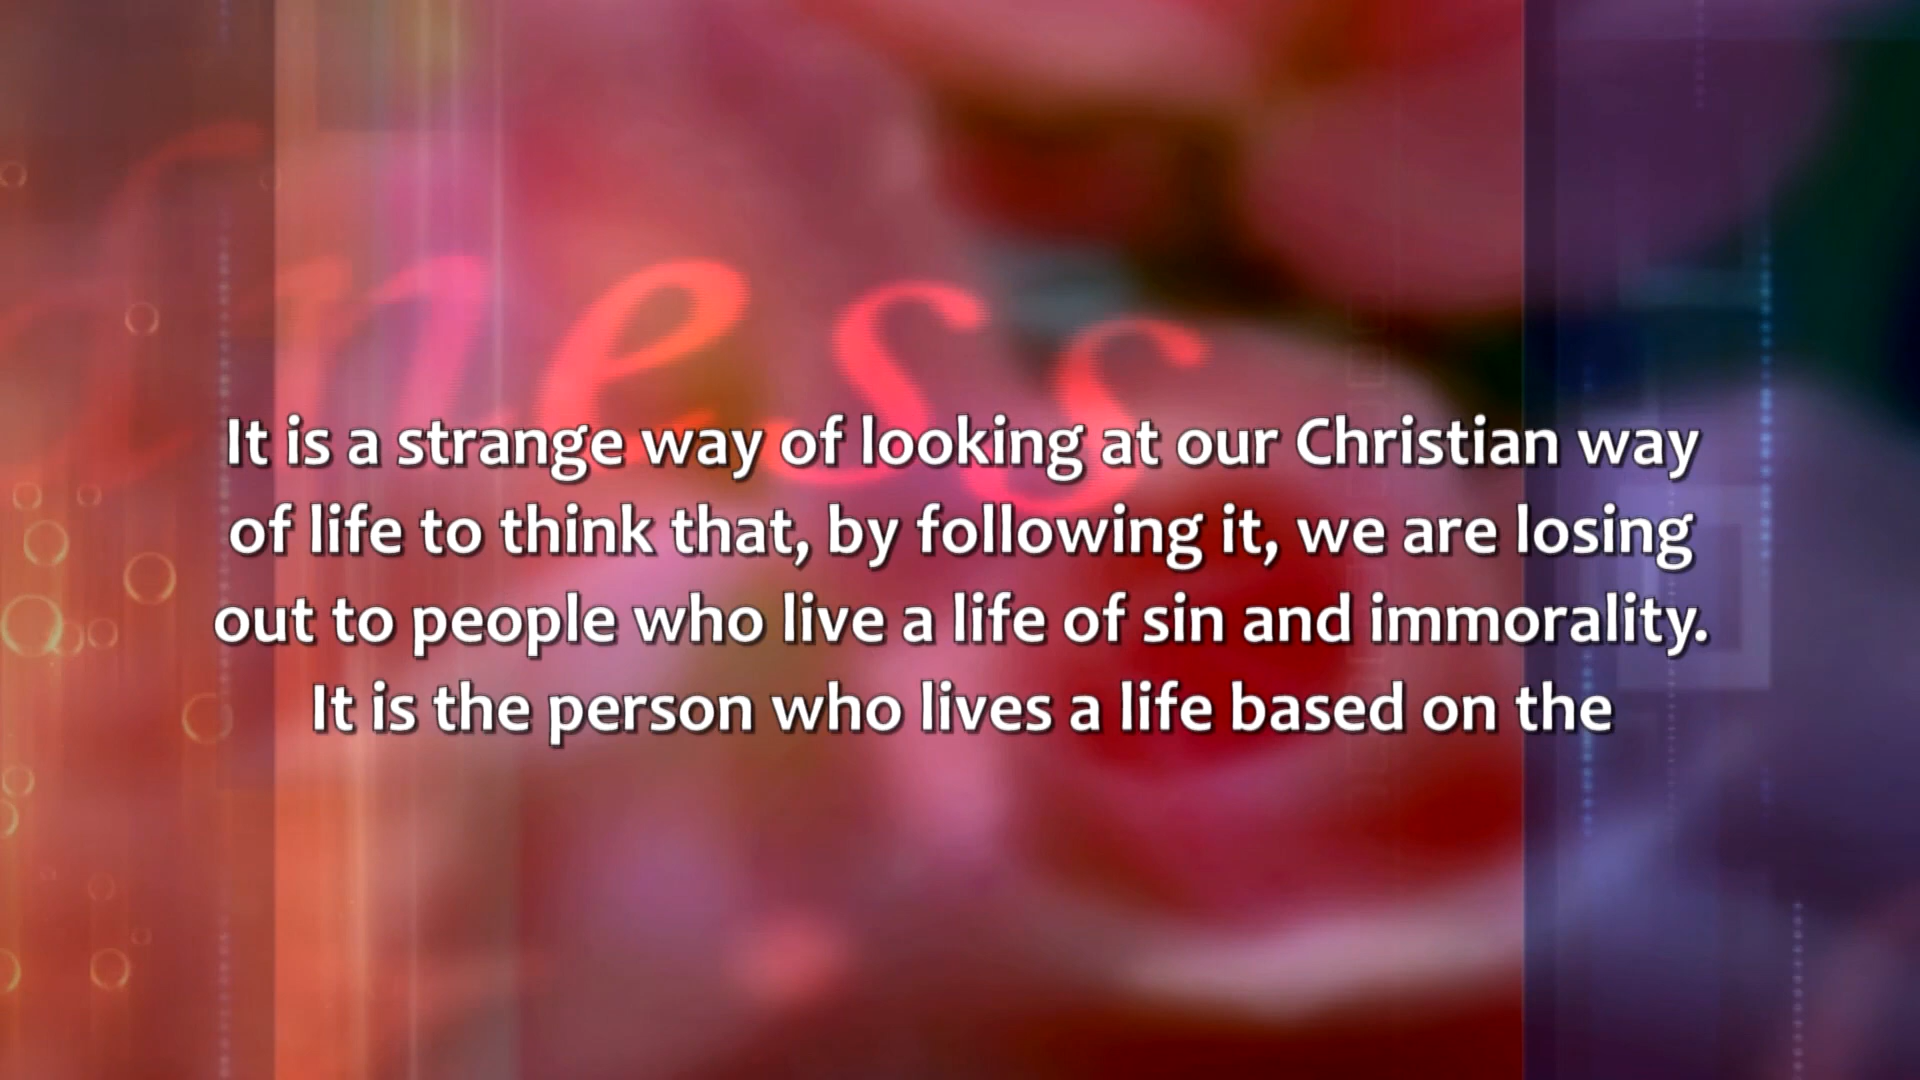 ness
It is a strange way of looking at our Christian way
of life to think that, by following it, we are losing
out to people who live a life of sin and immorality.
It is the person who lives a life based on the